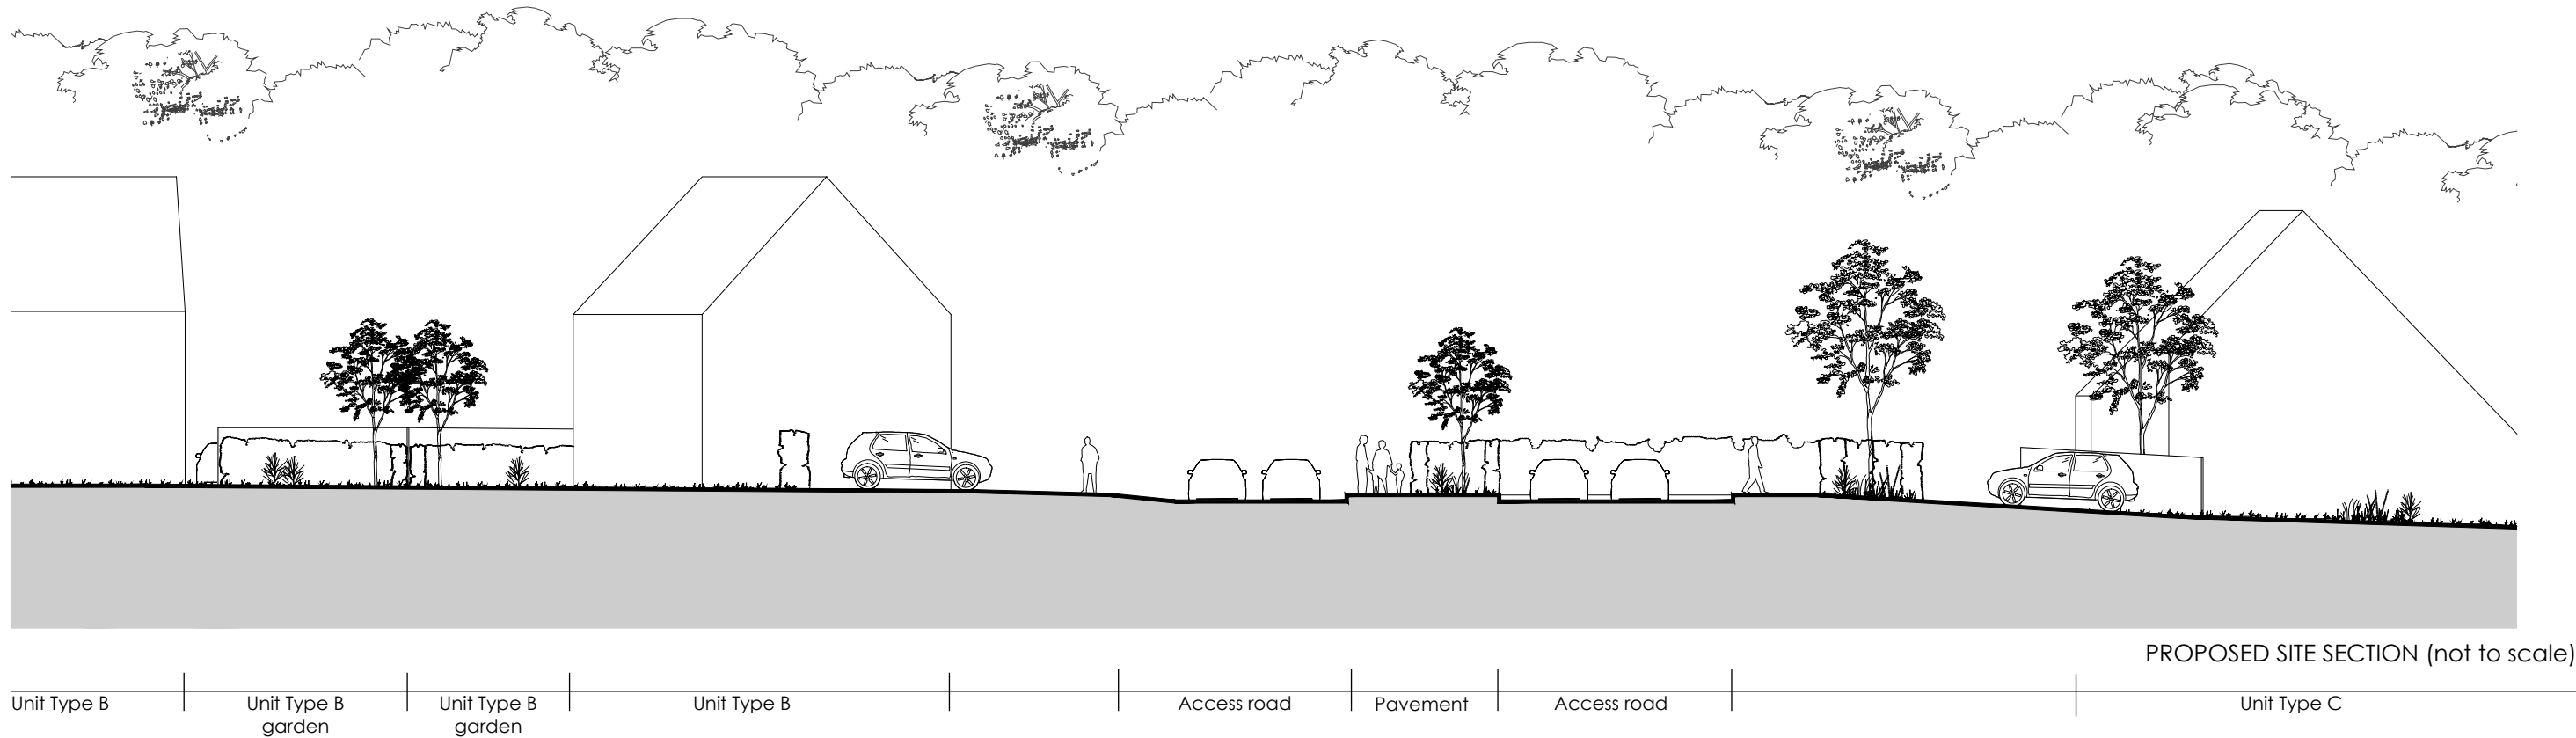 PROPOSED SITE SECTION (not to scale)
Unit Type B
Unit Type B
garden
Unit Type B
garden
Unit Type B
Access road
Pavement
Access road
Unit Type C